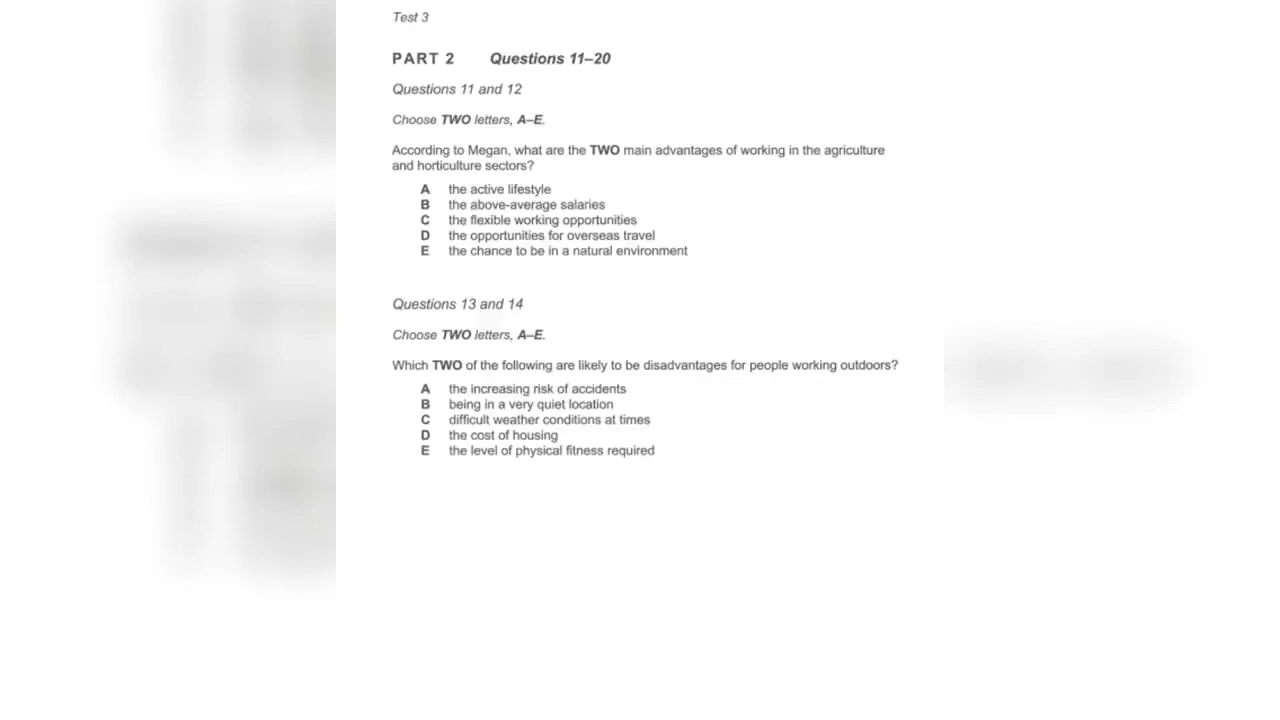 Test 3
PART 2 Questions 11–20
Questions 11 and 12
Choose TWO letters, A–E.
According to Megan, what are the TWO main advantages of working in the agriculture
and horticulture sectors?
A the active lifestyle
B the above-average salaries
C the flexible working opportunities
D the opportunities for overseas travel
E the chance to be in a natural environment
Questions 13 and 14
Choose TWO letters, A–E.
Which TWO of the following are likely to be disadvantages for people working outdoors?
A the increasing risk of accidents
B being in a very quiet location
C difficult weather conditions at times
D the cost of housing
E the level of physical fitness required